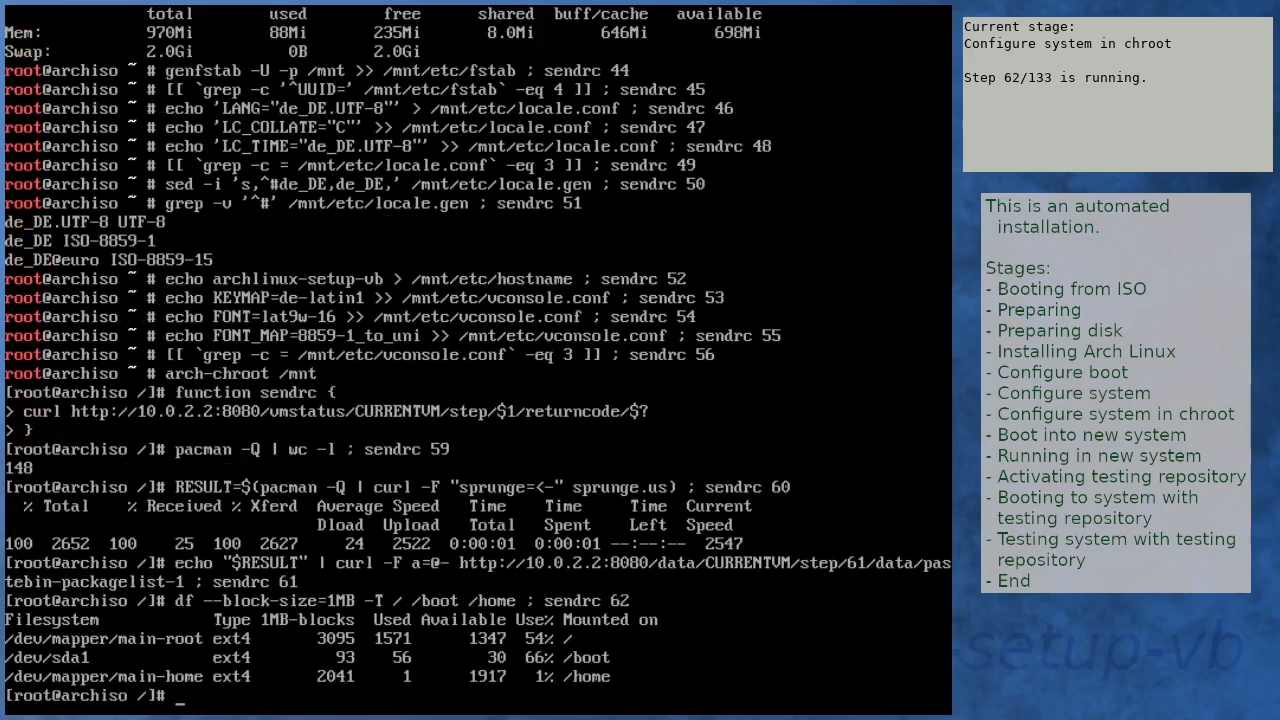 total        used        free      shared  buff/cache   available
Mem:        970Mi        88Mi       235Mi       8.0Mi       646Mi       698Mi
Swap:       2.0Gi          0B       2.0Gi
root@archiso ~ # genfstab -U -p /mnt >> /mnt/etc/fstab ; sendrc 44
root@archiso ~ # [[ `grep -c '^UUID=' /mnt/etc/fstab` -eq 4 ]] ; sendrc 45
root@archiso ~ # echo 'LANG="de_DE.UTF-8"' > /mnt/etc/locale.conf ; sendrc 46
root@archiso ~ # echo 'LC_COLLATE="C"' >> /mnt/etc/locale.conf ; sendrc 47
root@archiso ~ # echo 'LC_TIME="de_DE.UTF-8"' >> /mnt/etc/locale.conf ; sendrc 48
root@archiso ~ # [[ `grep -c = /mnt/etc/locale.conf` -eq 3 ]] ; sendrc 49
root@archiso ~ # sed -i 's,^#de_DE,de_DE,' /mnt/etc/locale.gen ; sendrc 50
root@archiso ~ # grep -v '^#' /mnt/etc/locale.gen ; sendrc 51
de_DE.UTF-8 UTF-8
de_DE ISO-8859-1
de_DE@euro ISO-8859-15
root@archiso ~ # echo archlinux-setup-vb > /mnt/etc/hostname ; sendrc 52
root@archiso ~ # echo KEYMAP=de-latin1 >> /mnt/etc/vconsole.conf ; sendrc 53
root@archiso ~ # echo FONT=lat9w-16 >> /mnt/etc/vconsole.conf ; sendrc 54
root@archiso ~ # echo FONT_MAP=8859-1_to_uni >> /mnt/etc/vconsole.conf ; sendrc 55
root@archiso ~ # [[ `grep -c = /mnt/etc/vconsole.conf` -eq 3 ]] ; sendrc 56
root@archiso ~ # arch-chroot /mnt
[root@archiso /]# function sendrc {
> curl http://10.0.2.2:8080/vmstatus/CURRENTVM/step/$1/returncode/$?
> }
[root@archiso /]# pacman -Q | wc -l ; sendrc 59
148
[root@archiso /]# RESULT=$(pacman -Q | curl -F "sprunge=<-" sprunge.us) ; sendrc 60
  % Total    % Received % Xferd  Average Speed   Time    Time     Time  Current
                                 Dload  Upload   Total   Spent    Left  Speed
100  2652  100    25  100  2627     24   2522  0:00:01  0:00:01 --:--:--  2547
[root@archiso /]# echo "$RESULT" | curl -F a=@- http://10.0.2.2:8080/data/CURRENTVM/step/61/data/pas
tebin-packagelist-1 ; sendrc 61
[root@archiso /]# df --block-size=1MB -T / /boot /home ; sendrc 62
Filesystem            Type 1MB-blocks  Used Available Use% Mounted on
/dev/mapper/main-root ext4       3095  1571      1347  54% /
/dev/sda1             ext4         93    56        30  66% /boot
/dev/mapper/main-home ext4       2041     1      1917   1% /home
[root@archiso /]# _
Current stage:
Configure system in chroot
Step 62/133 is running.
This is an automated
installation.
Stages:
- Booting from ISO
- Preparing
- Preparing disk
- Installing Arch Linux
- Configure boot
- Configure system
- Configure system in chroot
- Boot into new system
- Running in new system
- Activating testing repository
- Booting to system with
testing repository
- Testing system with testing
repository
- End
-setup-vb